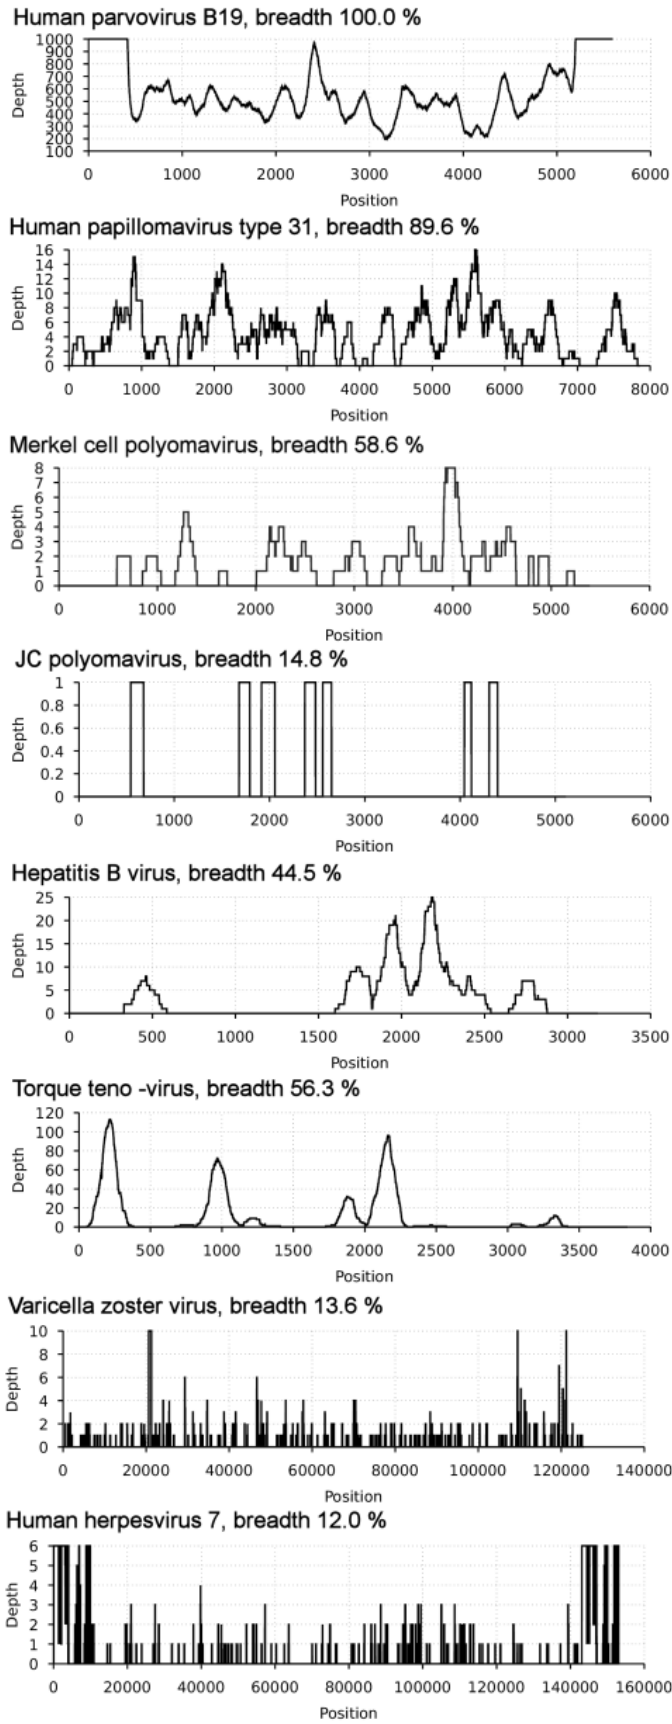 Human parvovirus B19, breadth 100.0 %
1000
900
800
700
600
500
400
300
200
100
Depth
0 1000 2000 3000 4000 5000 6000
Position
Human papillomavirus type 31, breadth 89.6 %
16
14
12
10
8
6
4
2
0
Depth
0 1000 2000 3000 4000 5000 6000 7000 8000
Position
Merkel cell polyomavirus, breadth 58.6 %
8
7
6
5
4
3
2
1
0
Depth
0 1000 2000 3000 4000 5000 6000
Position
JC polyomavirus, breadth 14.8 %
1
0.8
0.6
0.4
0.2
0
Depth
0 1000 2000 3000 4000 5000 6000
Position
Hepatitis B virus, breadth 44.5 %
25
20
15
10
5
0
Depth
0 500 1000 1500 2000 2500 3000 3500
Position
Torque teno -virus, breadth 56.3 %
120
100
80
60
40
20
0
Depth
0 500 1000 1500 2000 2500 3000 3500 4000
Position
Varicella zoster virus, breadth 13.6 %
10
8
6
4
2
0
Depth
0 20000 40000 60000 80000 100000 120000 140000
Position
Human herpesvirus 7, breadth 12.0 %
6
5
4
3
2
1
0
Depth
0 20000 40000 60000 80000 100000 120000 140000 160000
Position